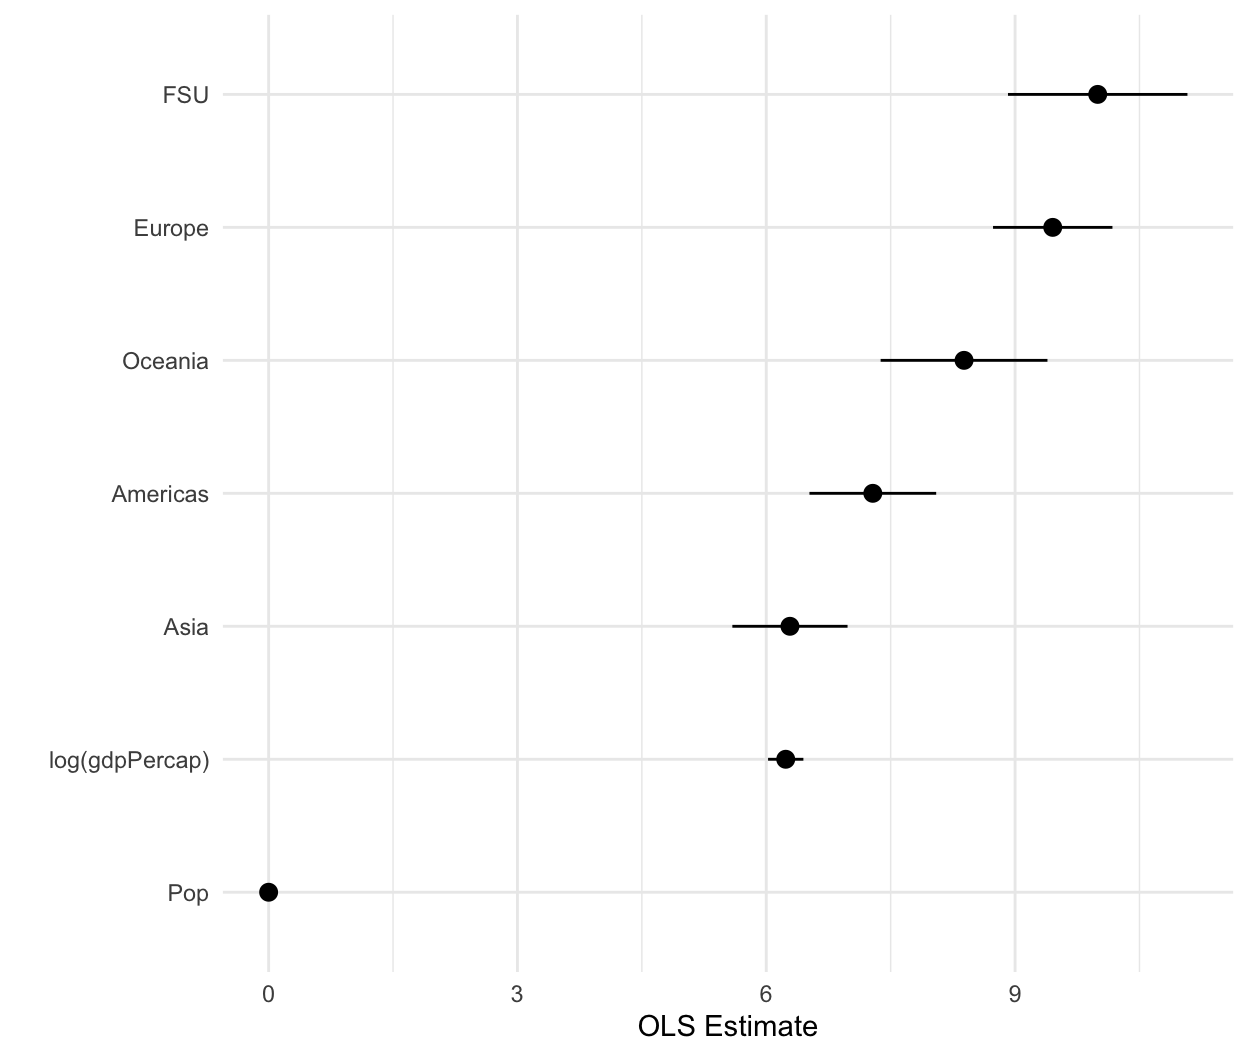 FSU
Europe
Oceania
Americas
Asia
log(gdpPercap)
Pop
0 3 6 9
OLS Estimate